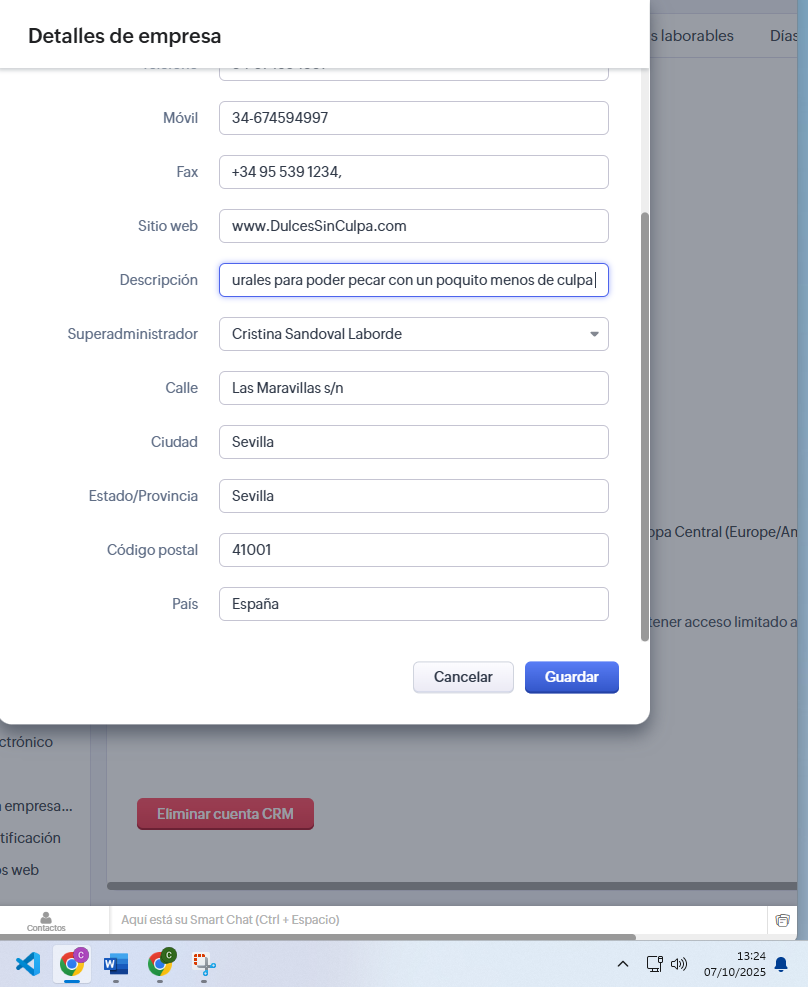 Detalles de empresa
s laborables
Días
Móvil
34-674594997
Fax
+34 95 539 1234,
Sitio web
www.DulcesSinCulpa.com
Descripción
urales para poder pecar con un poquito menos de culpa
Superadministrador
Cristina Sandoval Laborde
Calle
Las Maravillas s/n
Ciudad
Sevilla
Estado/Provincia
Sevilla
opa Central (Europe/Am
Código postal
41001
País
España
tener acceso limitado a
Cancelar
Guardar
ctrónico
empresa...
Eliminar cuenta CRM
tificación
os web
Contactos
Aquí está su Smart Chat (Ctrl + Espacio)
C
W
C
13:24
07/10/2025